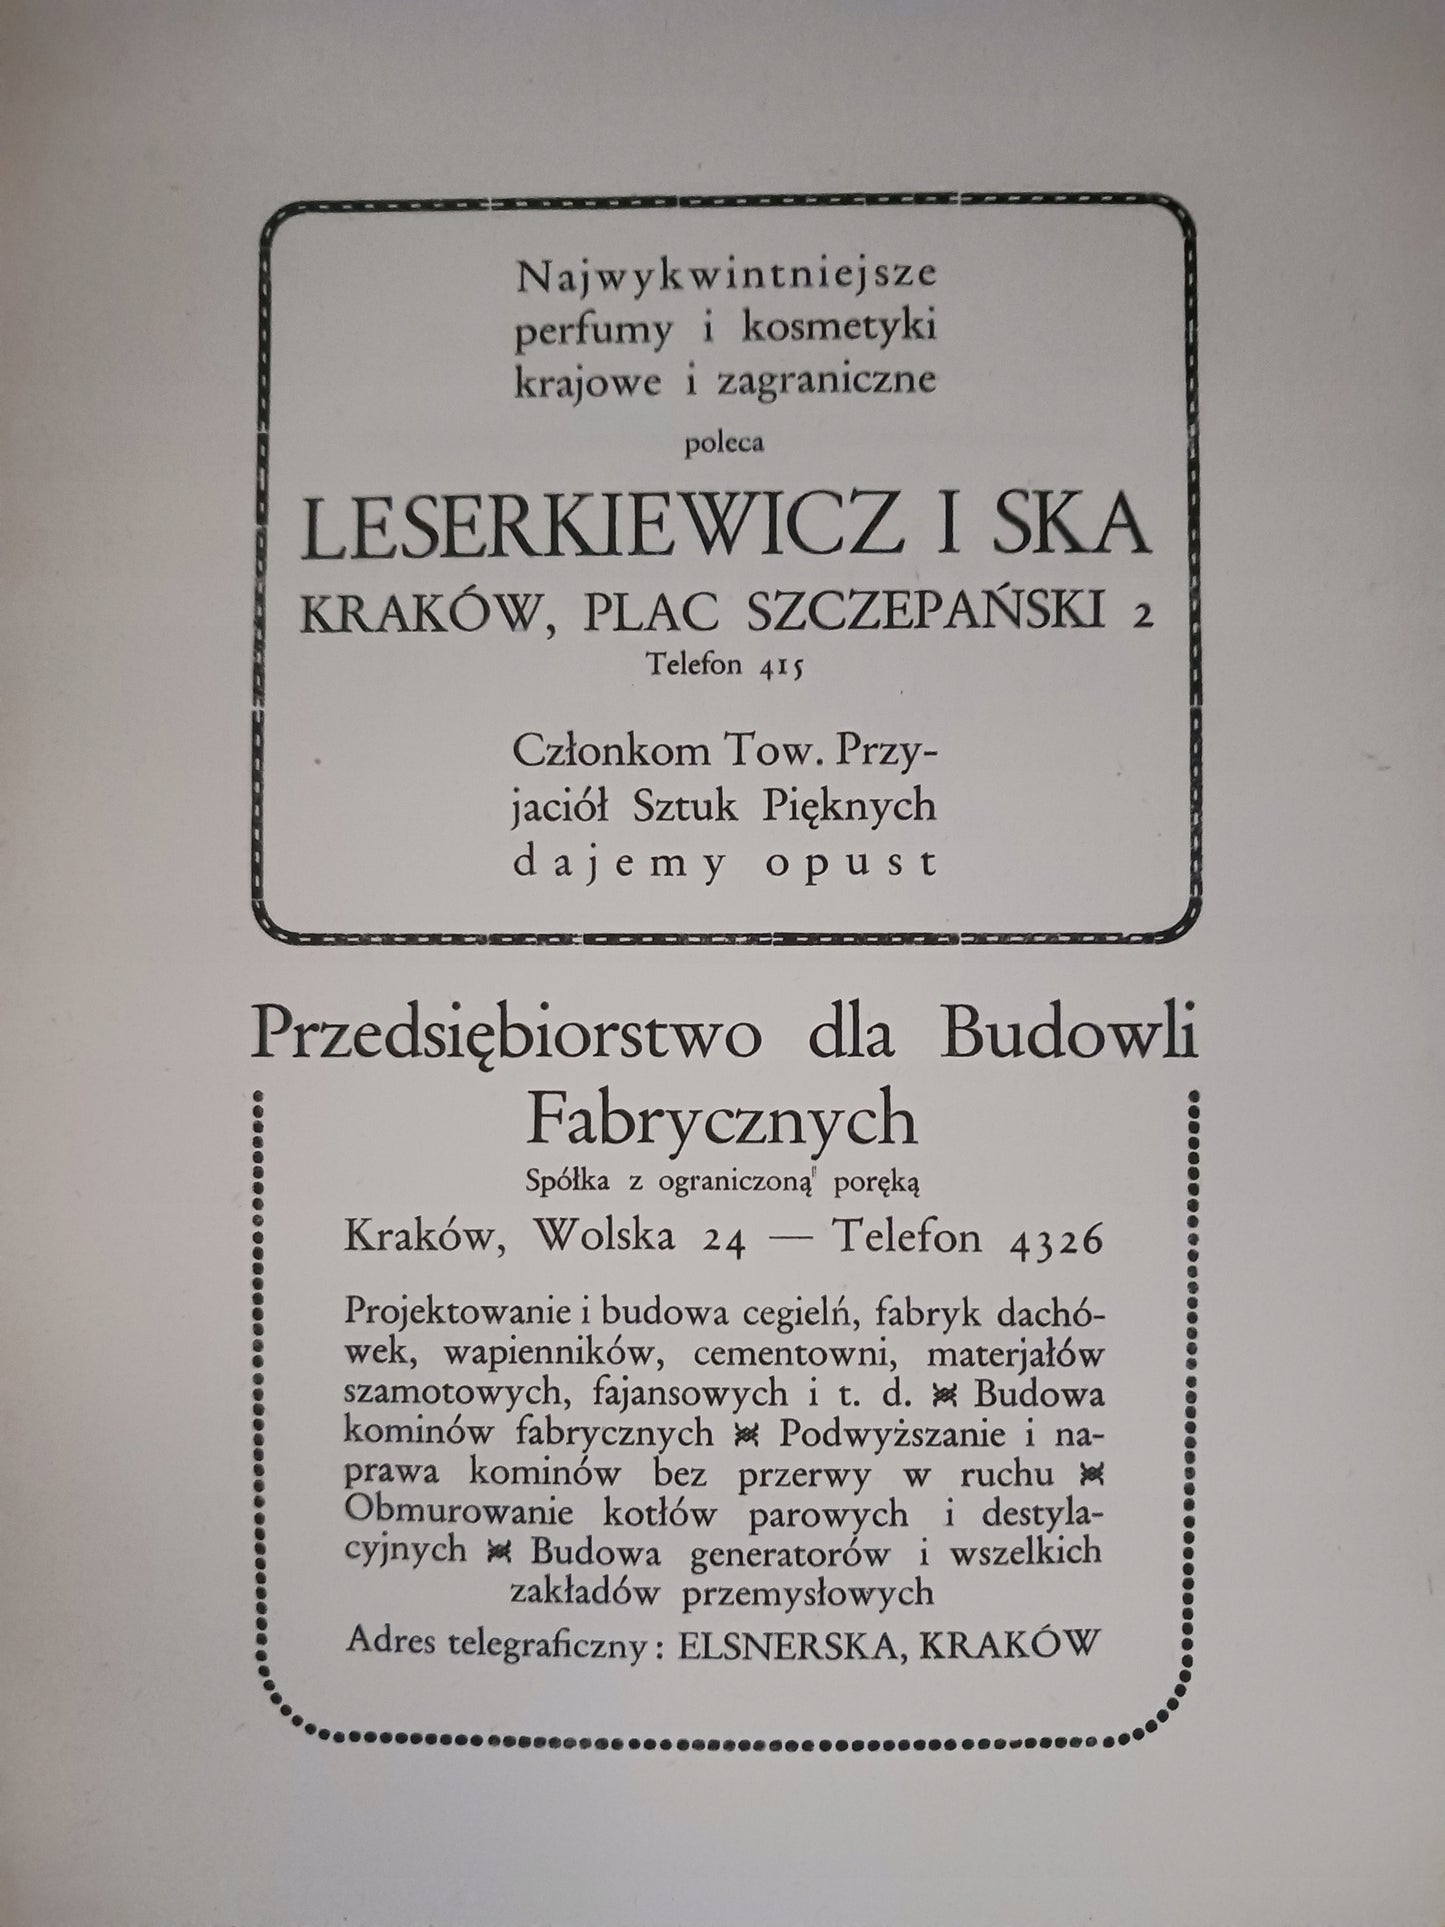 Najwykwintniejsze
perfumy i kosmetyki
krajowe i zagraniczne
poleca
LESERKIEWICZ I SKA
KRAKÓW, PLAC SZCZEPAŃSKI 2
Telefon 415
Członkom Tow. Przy-
jaciół Sztuk Pięknych
dajemy opust
Przedsiębiorstwo dla Budowli
Fabrycznych
Spółka z ograniczoną poręką
Kraków, Wolska 24 — Telefon 4326
Projektowanie i budowa cegielń, fabryk dachó-
wek, wapienników, cementowni, materjałów
szamotowych, fajansowych i t. d. Budowa
kominów fabrycznych Podwyższanie i na-
prawa kominów bez przerwy w ruchu
Obmurowanie kotłów parowych i destyla-
cyjnych Budowa generatorów i wszelkich
zakładów przemysłowych
Adres telegraficzny: ELSNERSKA, KRAKÓW